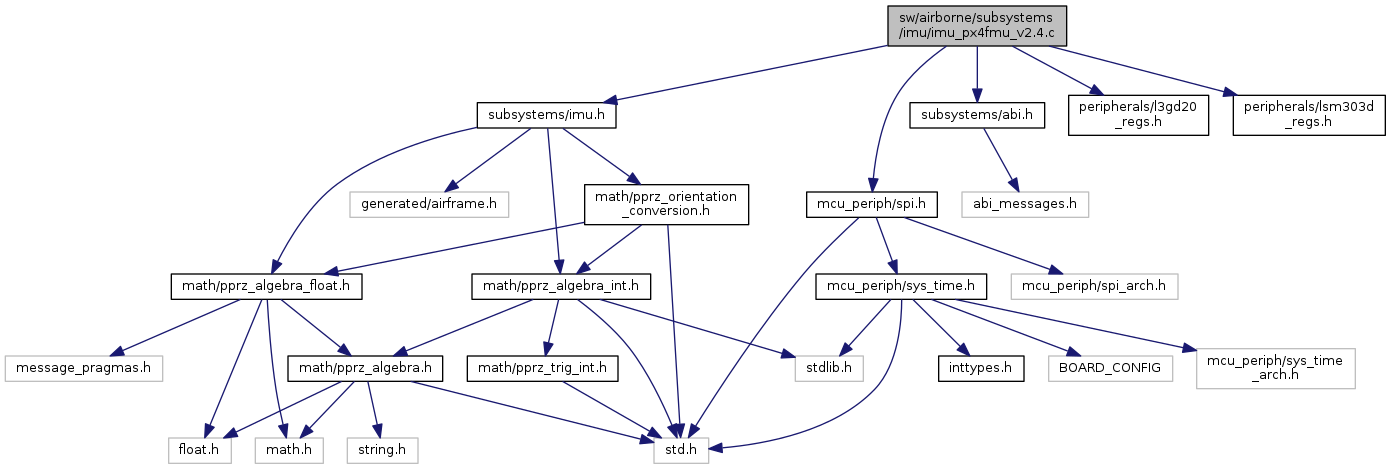 sw/airborne/subsystems
/imu/imu_px4fmu_v2.4.c
subsystems/imu.h
subsystems/abi.h
peripherals/l3gd20
_regs.h
peripherals/lsm303d
_regs.h
generated/airframe.h
math/pprz_orientation
_conversion.h
mcu_periph/spi.h
abi_messages.h
math/pprz_algebra_float.h
math/pprz_algebra_int.h
mcu_periph/sys_time.h
mcu_periph/spi_arch.h
message_pragmas.h
math/pprz_algebra.h
math/pprz_trig_int.h
stdlib.h
inttypes.h
BOARD_CONFIG
mcu_periph/sys_time
_arch.h
float.h
math.h
string.h
std.h